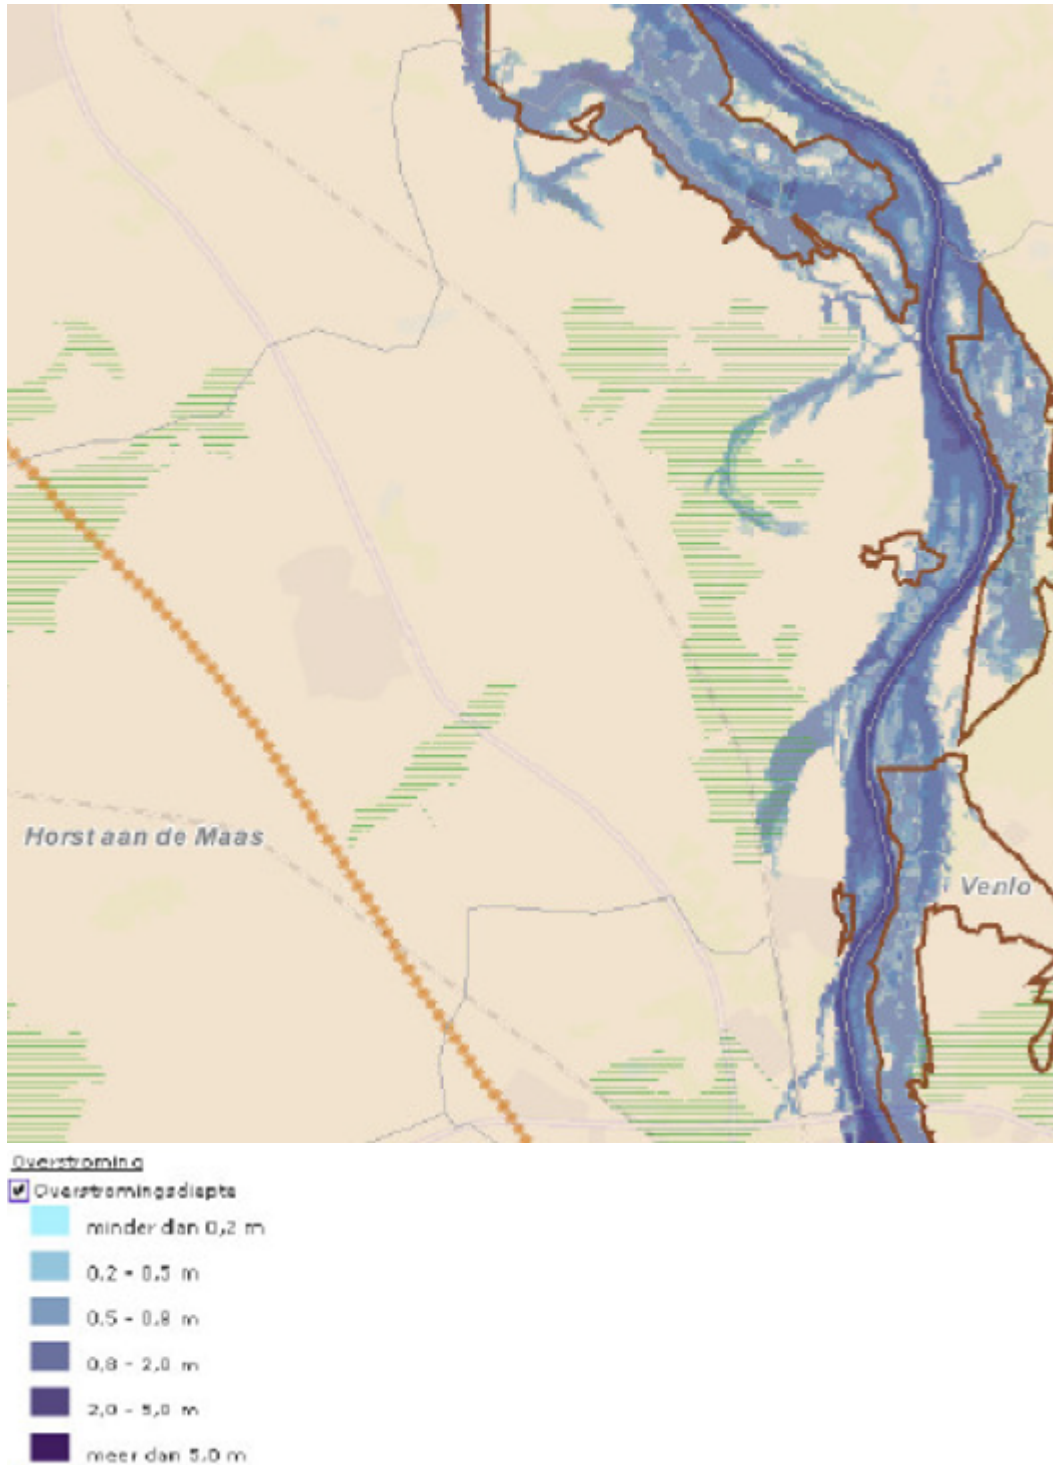 Horst aan de Maas
Venlo
Overstroming
Overstromingsdiepte
minder dan 0,2 m
0,2 - 0,5 m
0,5 - 0,8 m
0,8 - 2,0 m
2,0 - 5,0 m
meer dan 5,0 m